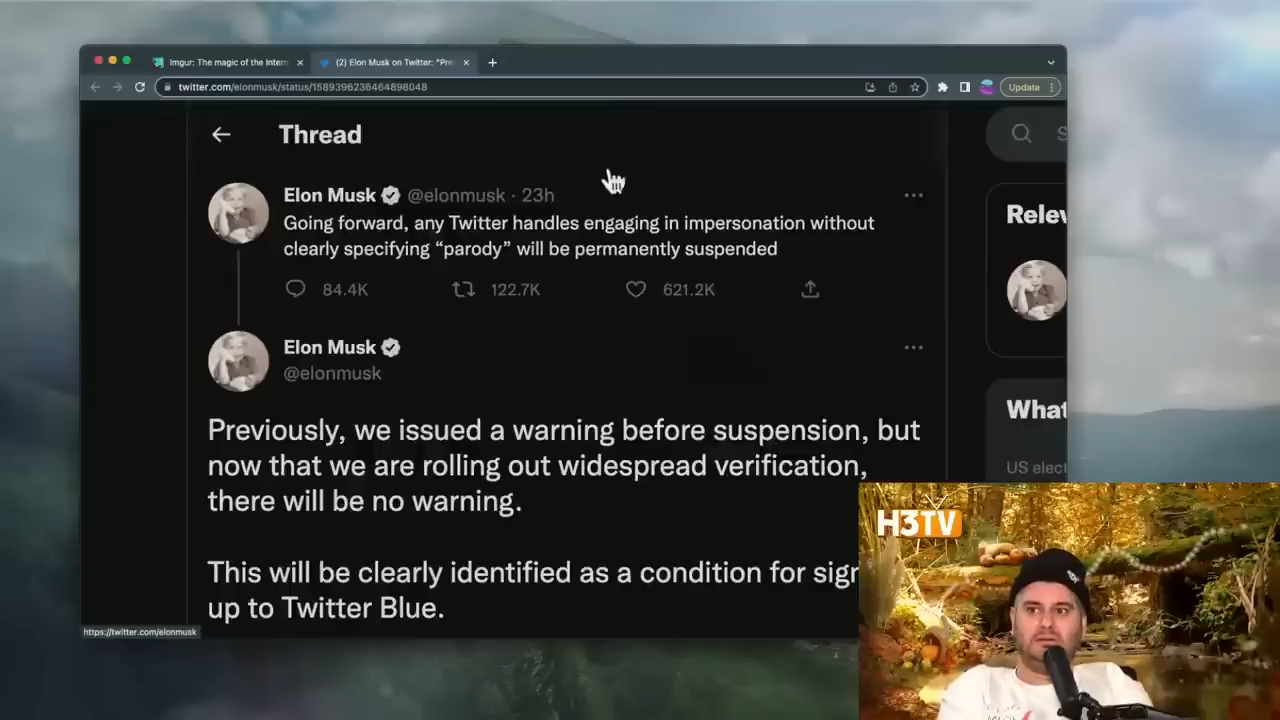 Imgur: The magic of the Intern
(2) Elon Musk on Twitter: "Pre
twitter.com/elonmusk/status/1589396236464898048
Update
Thread
Elon Musk @elonmusk · 23h
Going forward, any Twitter handles engaging in impersonation without
clearly specifying “parody” will be permanently suspended
84.4K 122.7K 621.2K
Elon Musk
@elonmusk
Previously, we issued a warning before suspension, but
now that we are rolling out widespread verification,
there will be no warning.
This will be clearly identified as a condition for sign
up to Twitter Blue.
S
Relev
What
US elect
https://twitter.com/elonmusk
H3TV
ELON